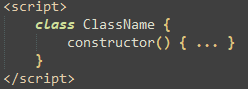 <script>
class ClassName {
constructor() { ... }
}
</script>